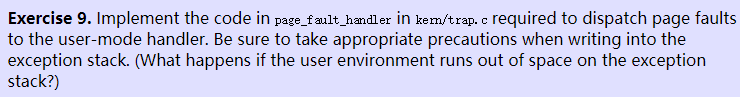 Exercise 9. Implement the code in page_fault_handler in kern/trap.c required to dispatch page faults
to the user-mode handler. Be sure to take appropriate precautions when writing into the
exception stack. (What happens if the user environment runs out of space on the exception
stack?)